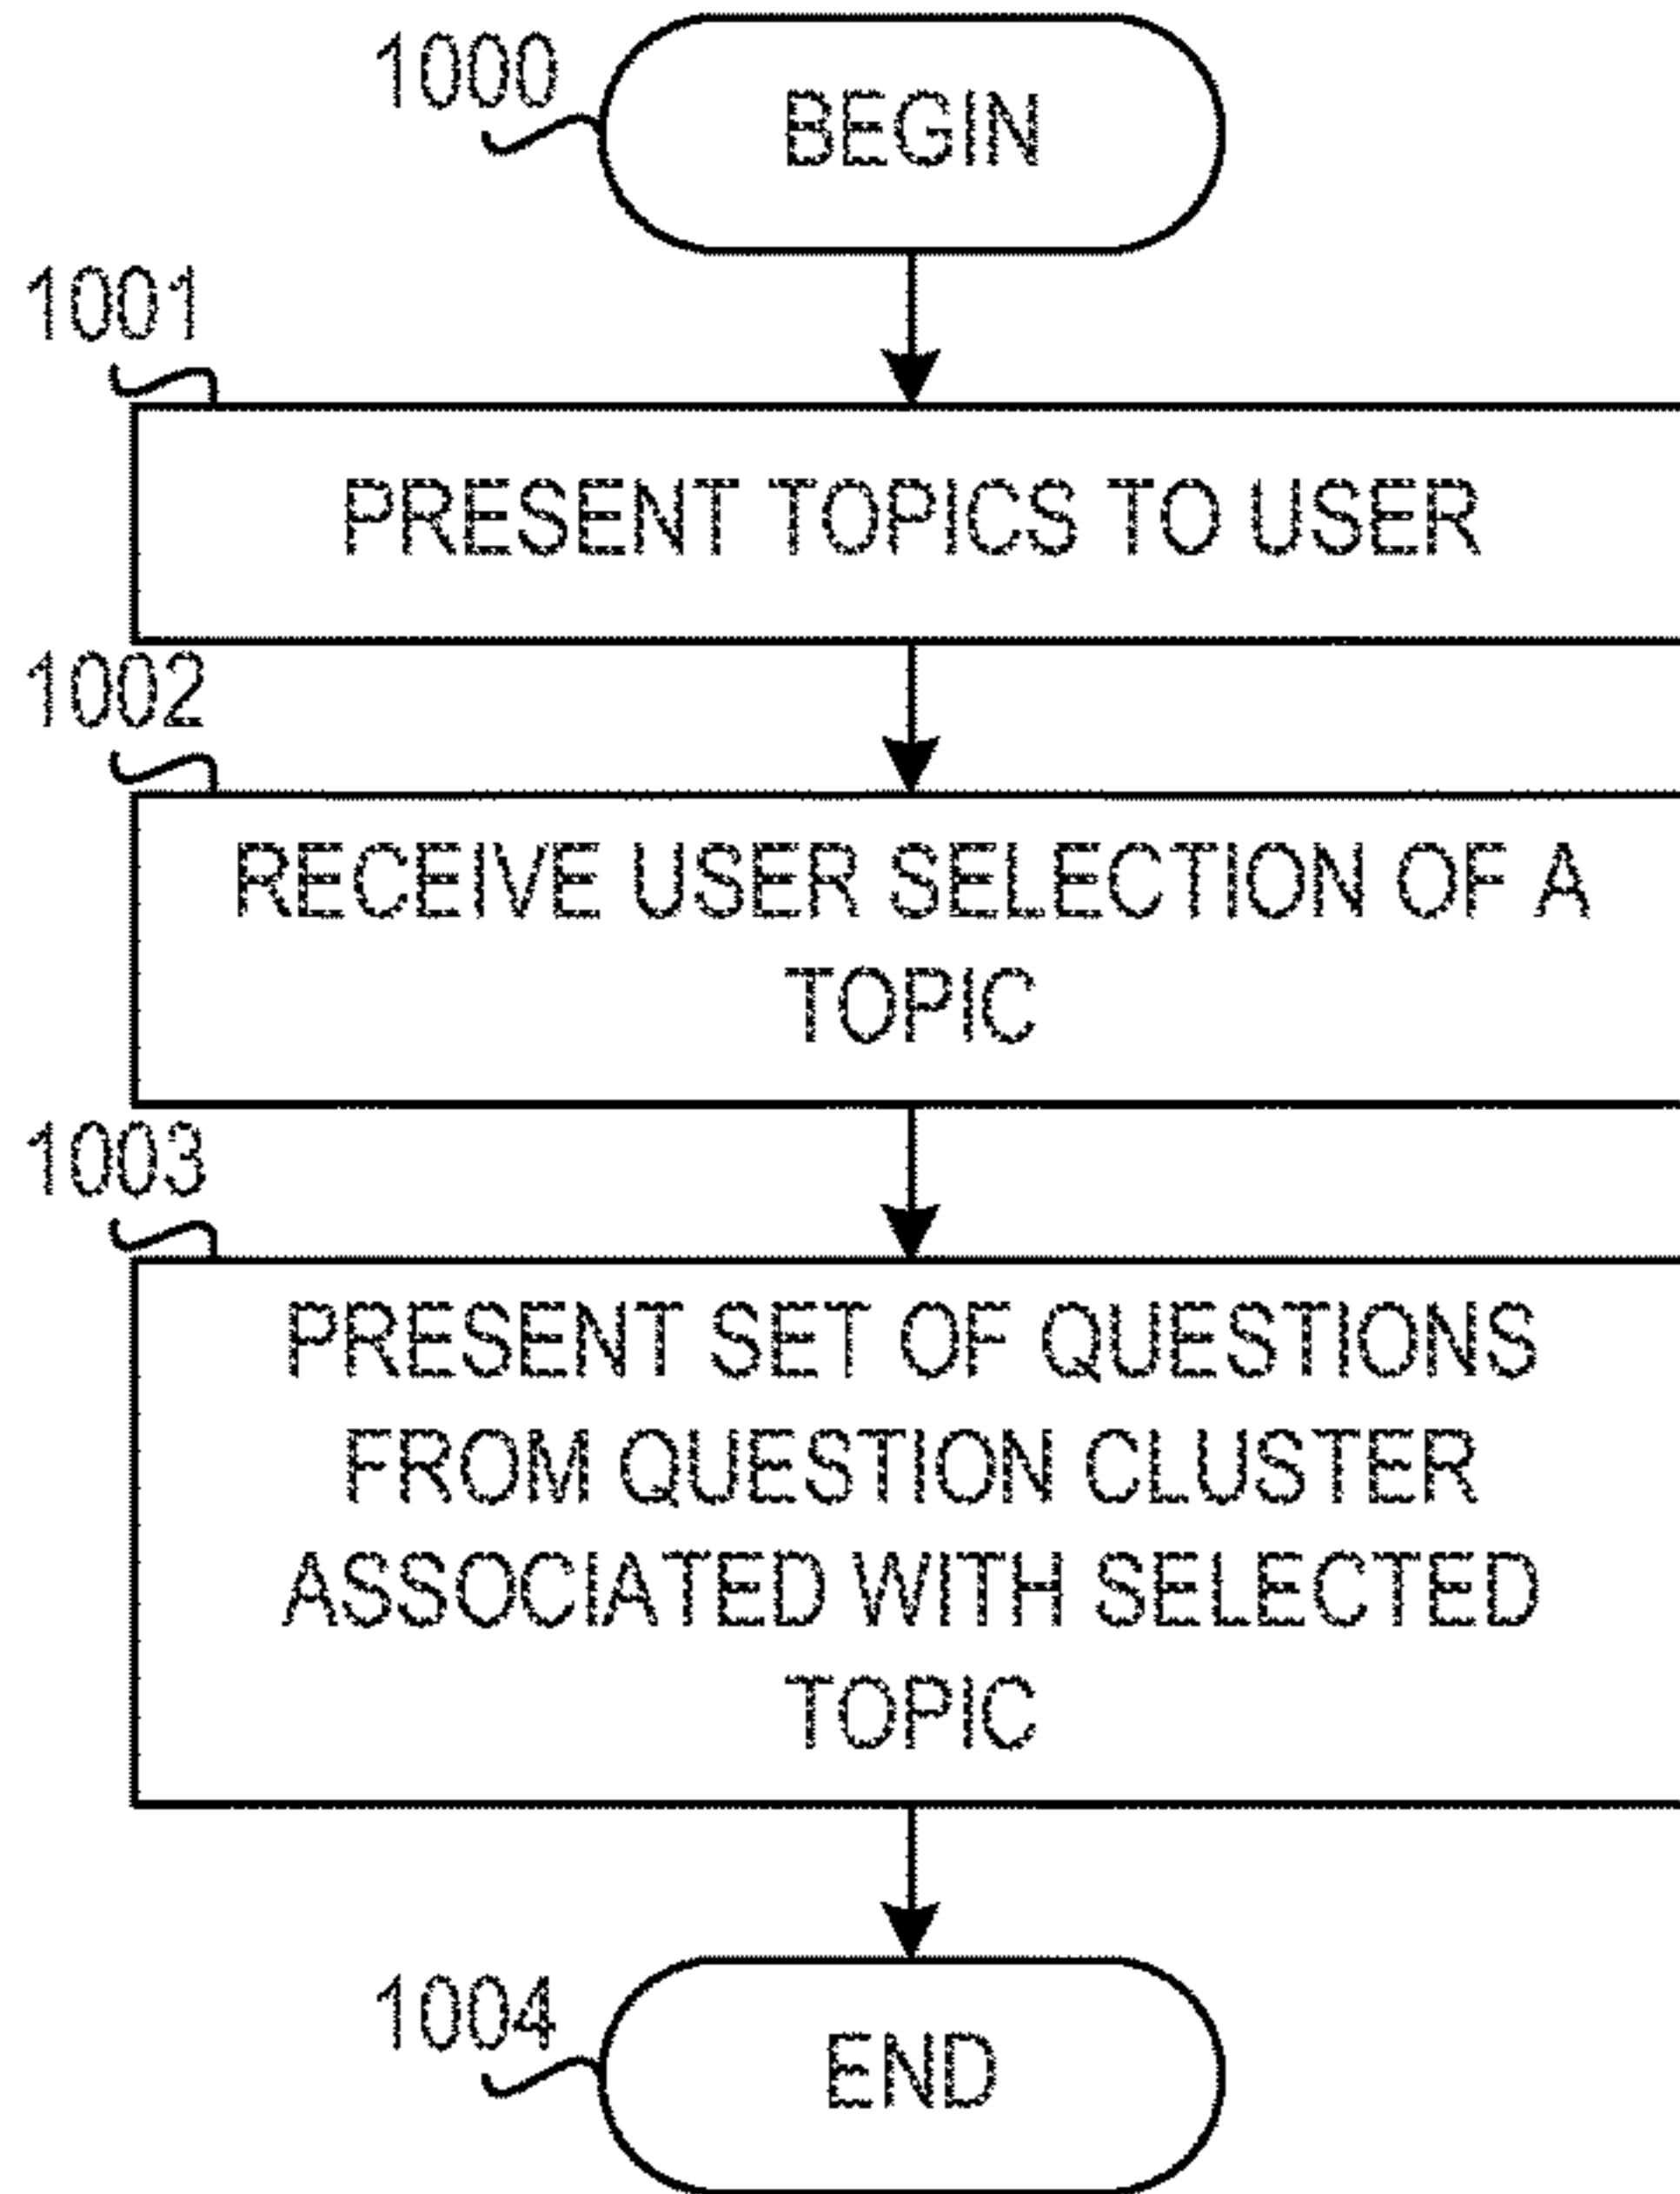 1000
BEGIN
1001
PRESENT TOPICS TO USER
1002
RECEIVE USER SELECTION OF A
TOPIC
1003
PRESENT SET OF QUESTIONS
FROM QUESTION CLUSTER
ASSOCIATED WITH SELECTED
TOPIC
1004
END